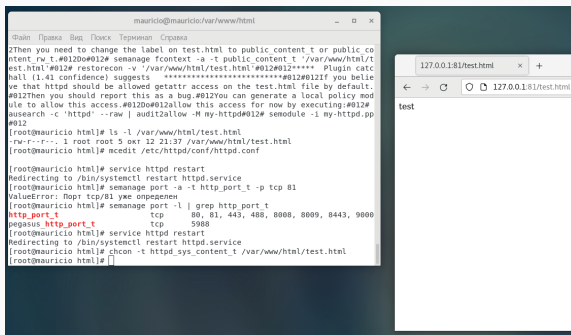 mauricio@mauricio:/var/www/html
Файл Правка Вид Поиск Терминал Справка
2Then you need to change the label on test.html to public_content_t or public_co
ntent_rw_t.#012Do#012# semanage fcontext -a -t public_content_t '/var/www/html/t
est.html'#012# restorecon -v '/var/www/html/test.html'#012#012***** Plugin catc
hall (1.41 confidence) suggests **************************#012#012If you belie
ve that httpd should be allowed getattr access on the test.html file by default.
#012Then you should report this as a bug.#012You can generate a local policy mod
ule to allow this access.#012Do#012allow this access for now by executing:#012#
ausearch -c 'httpd' --raw | audit2allow -M my-httpd#012# semodule -i my-httpd.pp
#012
[root@mauricio html]# ls -l /var/www/html/test.html
-rw-r--r--. 1 root root 5 окт 12 21:37 /var/www/html/test.html
[root@mauricio html]# mcedit /etc/httpd/conf/httpd.conf
[root@mauricio html]# service httpd restart
Redirecting to /bin/systemctl restart httpd.service
[root@mauricio html]# semanage port -a -t http_port_t -p tcp 81
ValueError: Порт tcp/81 уже определен
[root@mauricio html]# semanage port -l | grep http_port_t
http_port_t tcp 80, 81, 443, 488, 8008, 8009, 8443, 9000
pegasus_http_port_t tcp 5988
[root@mauricio html]# service httpd restart
Redirecting to /bin/systemctl restart httpd.service
[root@mauricio html]# chcon -t httpd_sys_content_t /var/www/html/test.html
[root@mauricio html]#
127.0.0.1:81/test.html
127.0.0.1:81/test.html
test